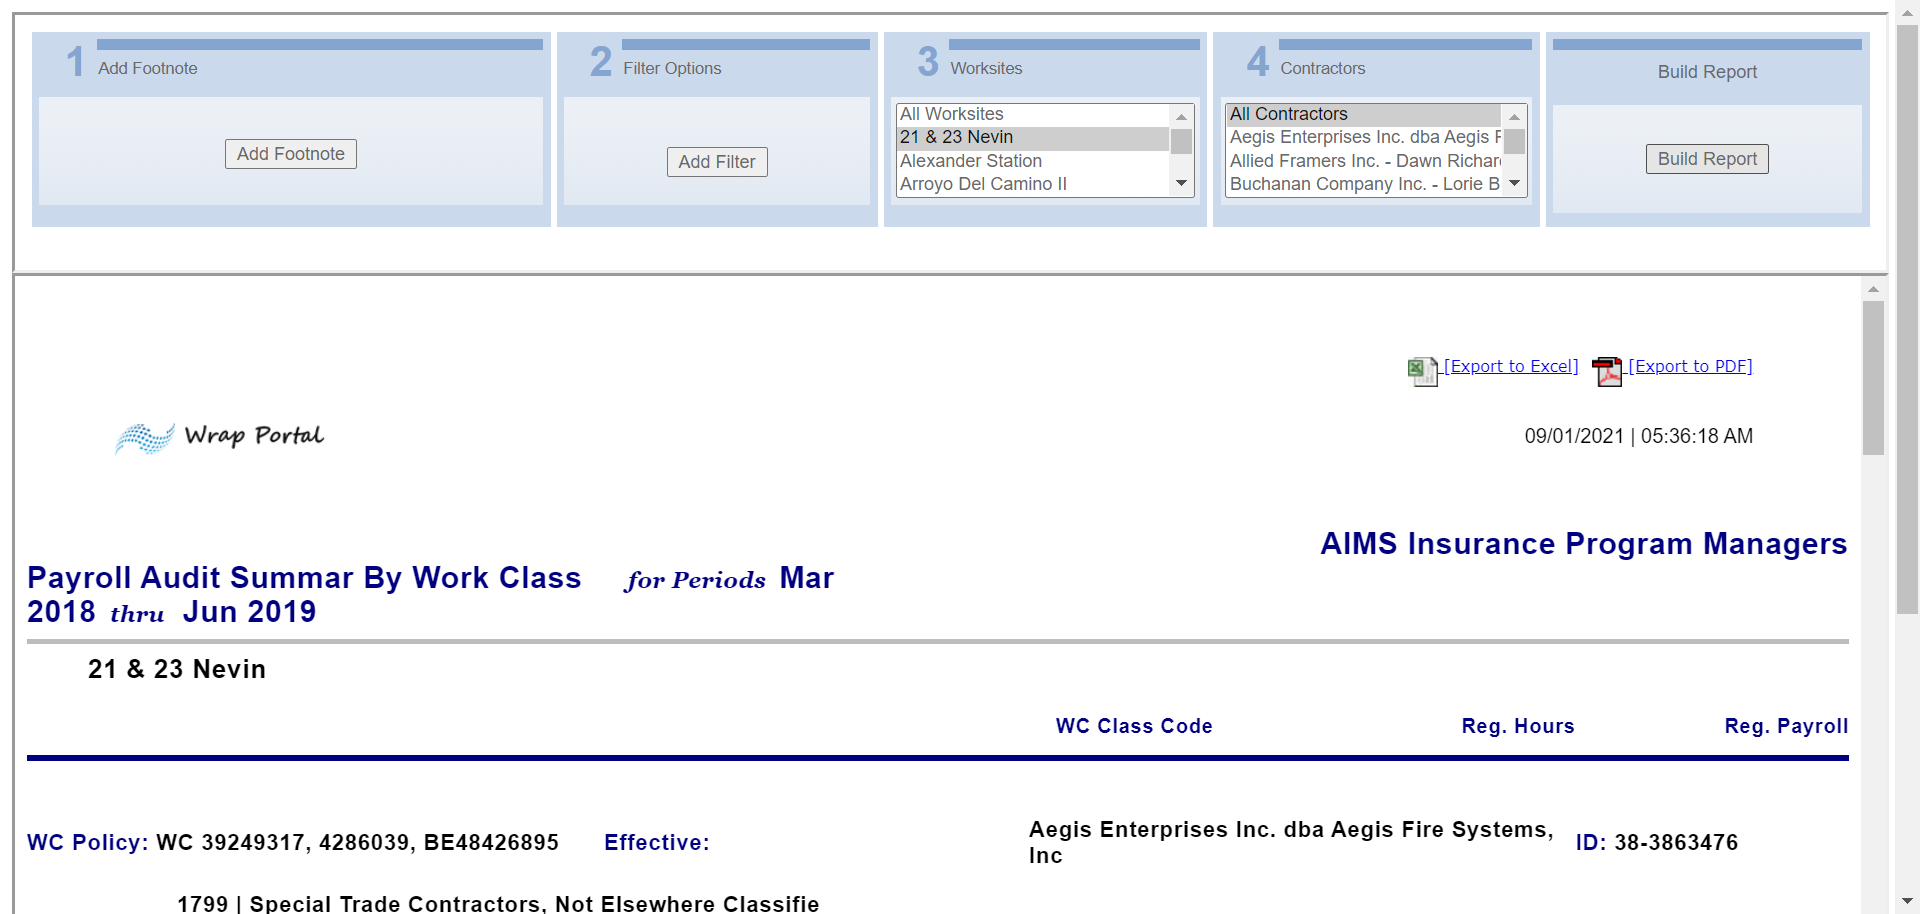 1 Add Footnote
Add Footnote
2 Filter Options
Add Filter
3 Worksites
All Worksites
21 & 23 Nevin
Alexander Station
Arroyo Del Camino II
4 Contractors
All Contractors
Aegis Enterprises Inc. dba Aegis F
Allied Framers Inc. - Dawn Richar
Buchanan Company Inc. - Lorie B
Build Report
Build Report
[Export to Excel] [Export to PDF]
Wrap Portal
09/01/2021 | 05:36:18 AM
AIMS Insurance Program Managers
Payroll Audit Summar By Work Class for Periods Mar
2018 thru Jun 2019
21 & 23 Nevin
WC Class Code Reg. Hours Reg. Payroll
WC Policy: WC 39249317, 4286039, BE48426895 Effective:
Aegis Enterprises Inc. dba Aegis Fire Systems,
Inc
ID: 38-3863476
1799 | Special Trade Contractors, Not Elsewhere Classifie